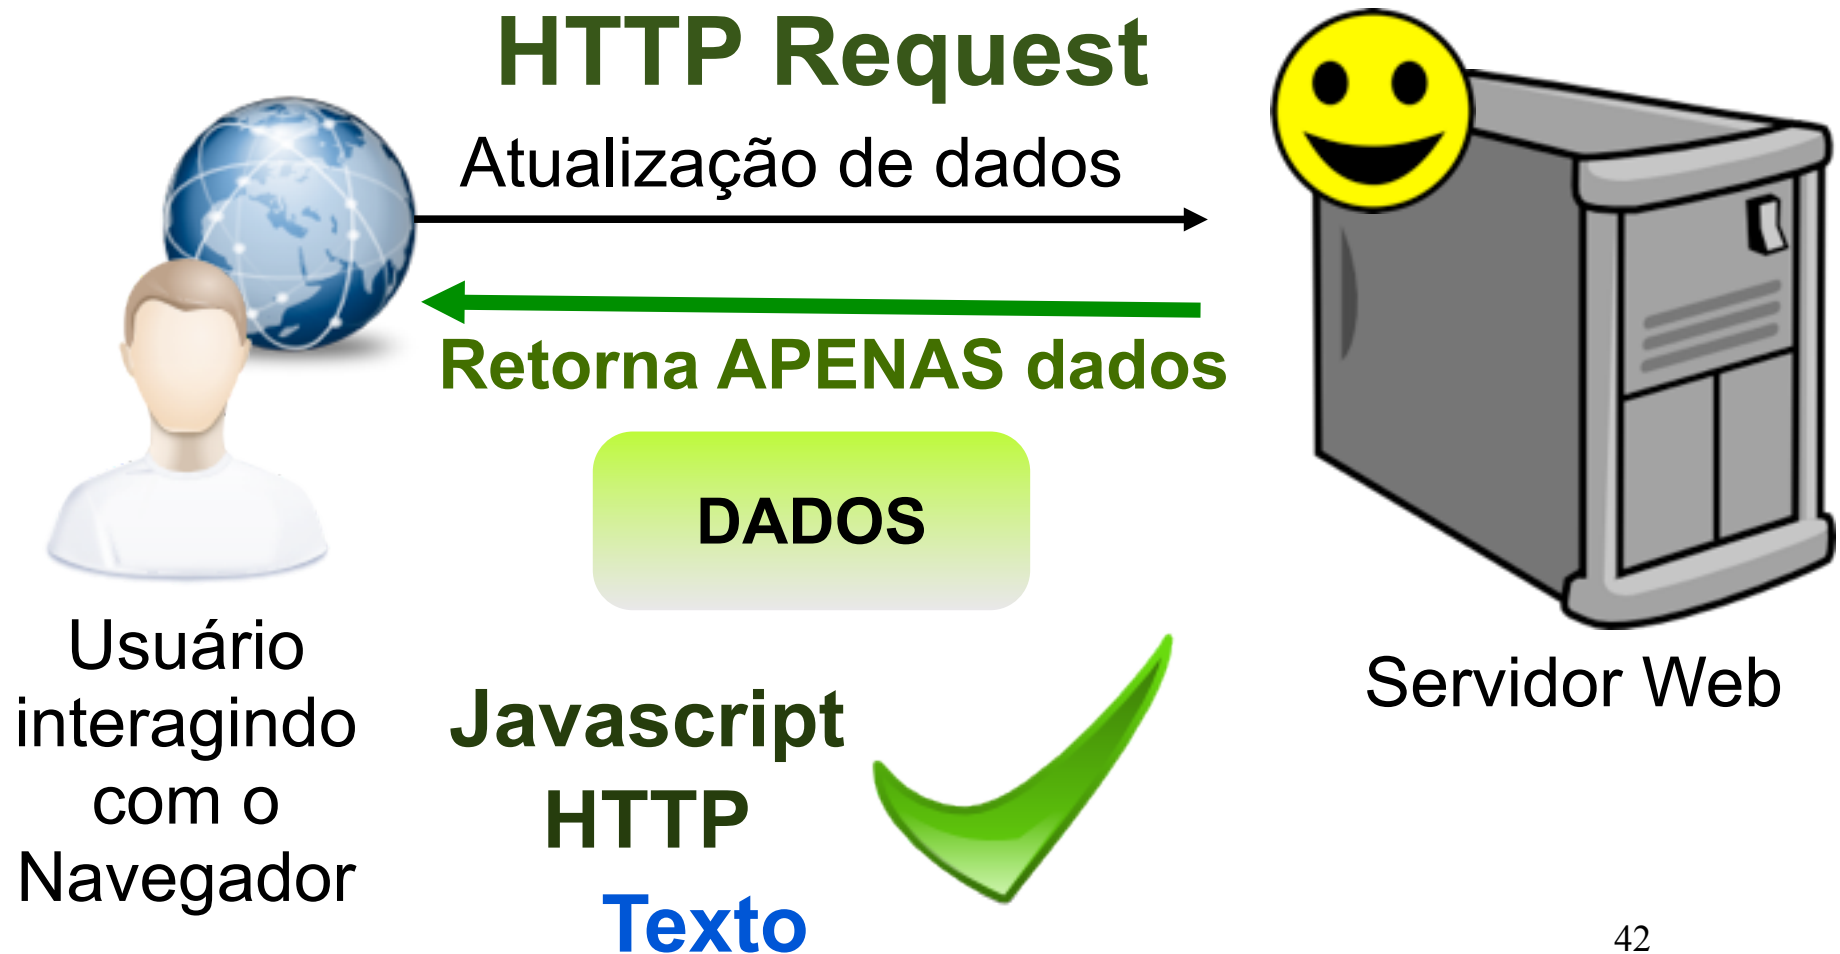 HTTP Request
Atualização de dados
Retorna APENAS dados
DADOS
Usuário
interagindo
com o
Navegador
Javascript
HTTP
Texto
Servidor Web
42